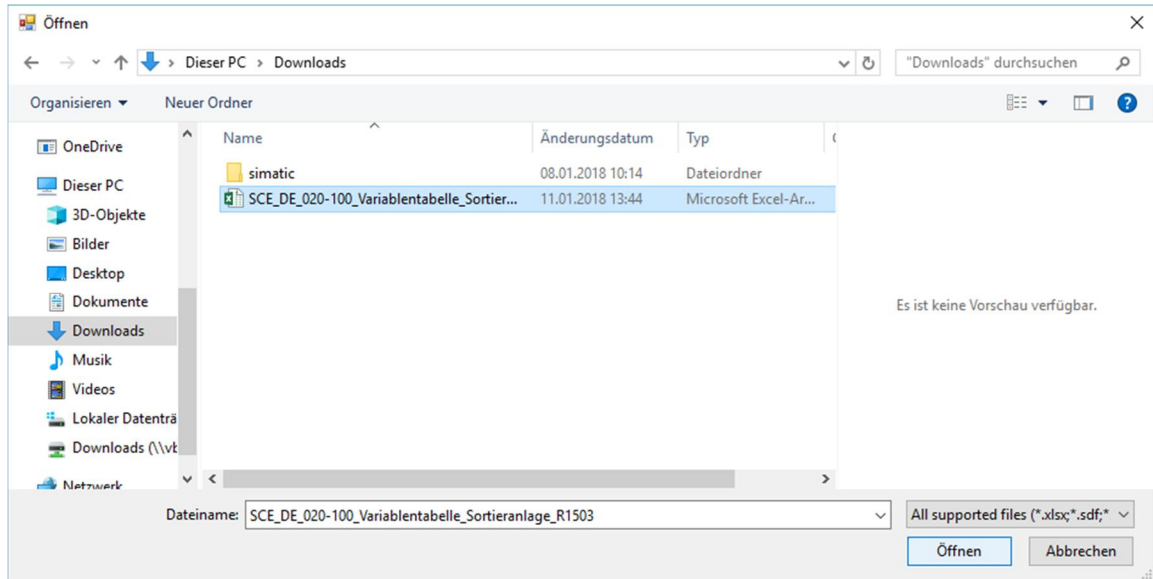 Öffnen
Dieser PC > Downloads
"Downloads" durchsuchen
Organisieren
Neuer Ordner
Name
Änderungsdatum
Typ
OneDrive
Dieser PC
3D-Objekte
Bilder
Desktop
Dokumente
Downloads
Musik
Videos
Lokaler Datenträ
Downloads (\\vb
Netzwerk
simatic 08.01.2018 10:14 Dateiordner
SCE_DE_020-100_Variablentabelle_Sortier... 11.01.2018 13:44 Microsoft Excel-Ar...
Es ist keine Vorschau verfügbar.
Dateiname: SCE_DE_020-100_Variablentabelle_Sortieranlage_R1503
All supported files (*.xlsx;*.sdf;*
Öffnen
Abbrechen